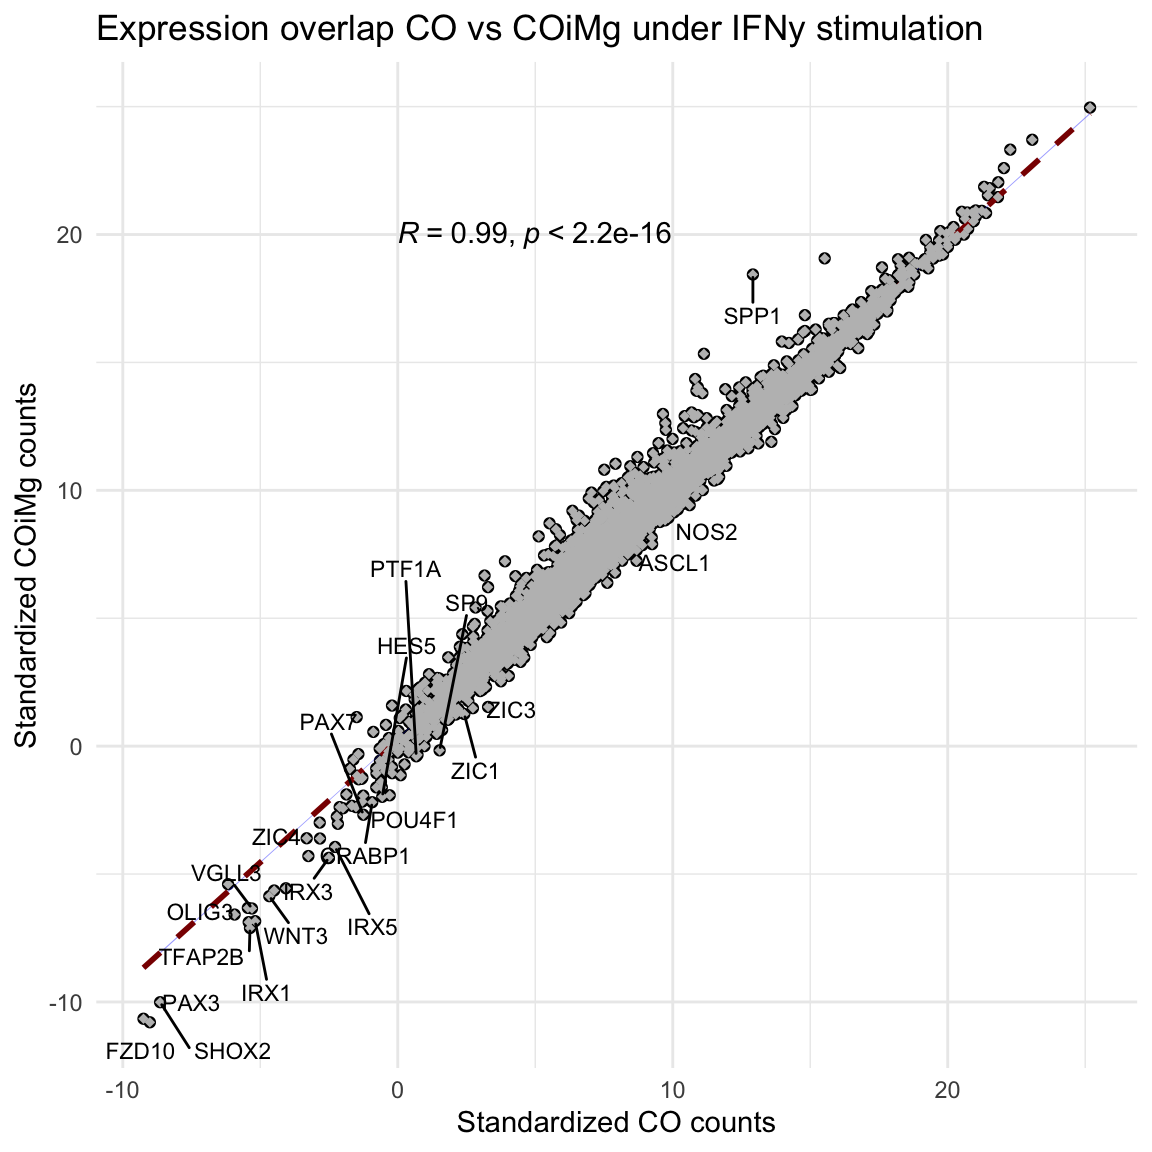 Expression overlap CO vs COiMg under IFNy stimulation
R = 0.99, p < 2.2e-16
SPP1
NOS2
ASCL1
PTF1A
SP9
HES5
ZIC3
PAX7
ZIC1
POU4F1
ZIC4
RABP1
VGLL3
IRX3
OLIG3
IRX5
WNT3
TFAP2B
IRX1
PAX3
FZD10
SHOX2
20
10
0
-10
-10
0
10
20
Standardized CO counts
Standardized COiMg counts